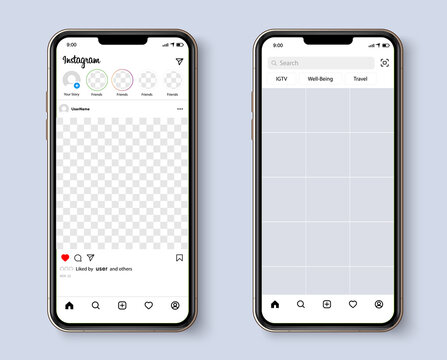 9:00
Instagram
Your Story Friends Friends Friends Friends
UserName
Liked by user and others
9:00
Search
IGTV Well-Being Travel